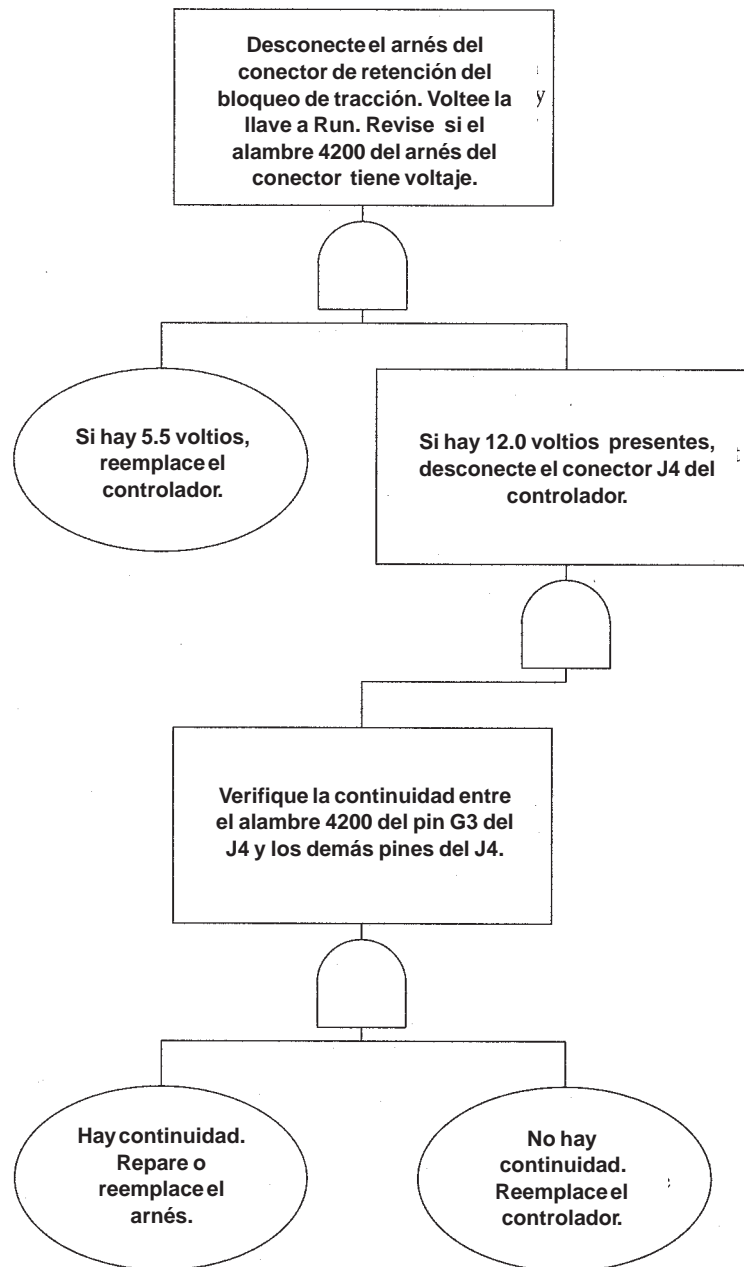 Desconecte el arnés del
conector de retención del
bloqueo de tracción. Voltee la
llave a Run. Revise si el
alambre 4200 del arnés del
conector tiene voltaje.
y
Si hay 5.5 voltios,
reemplace el
controlador.
Si hay 12.0 voltios presentes,
desconecte el conector J4 del
controlador.
Verifique la continuidad entre
el alambre 4200 del pin G3 del
J4 y los demás pines del J4.
Hay continuidad.
Repare o
reemplace el
arnés.
No hay
continuidad.
Reemplace el
controlador.